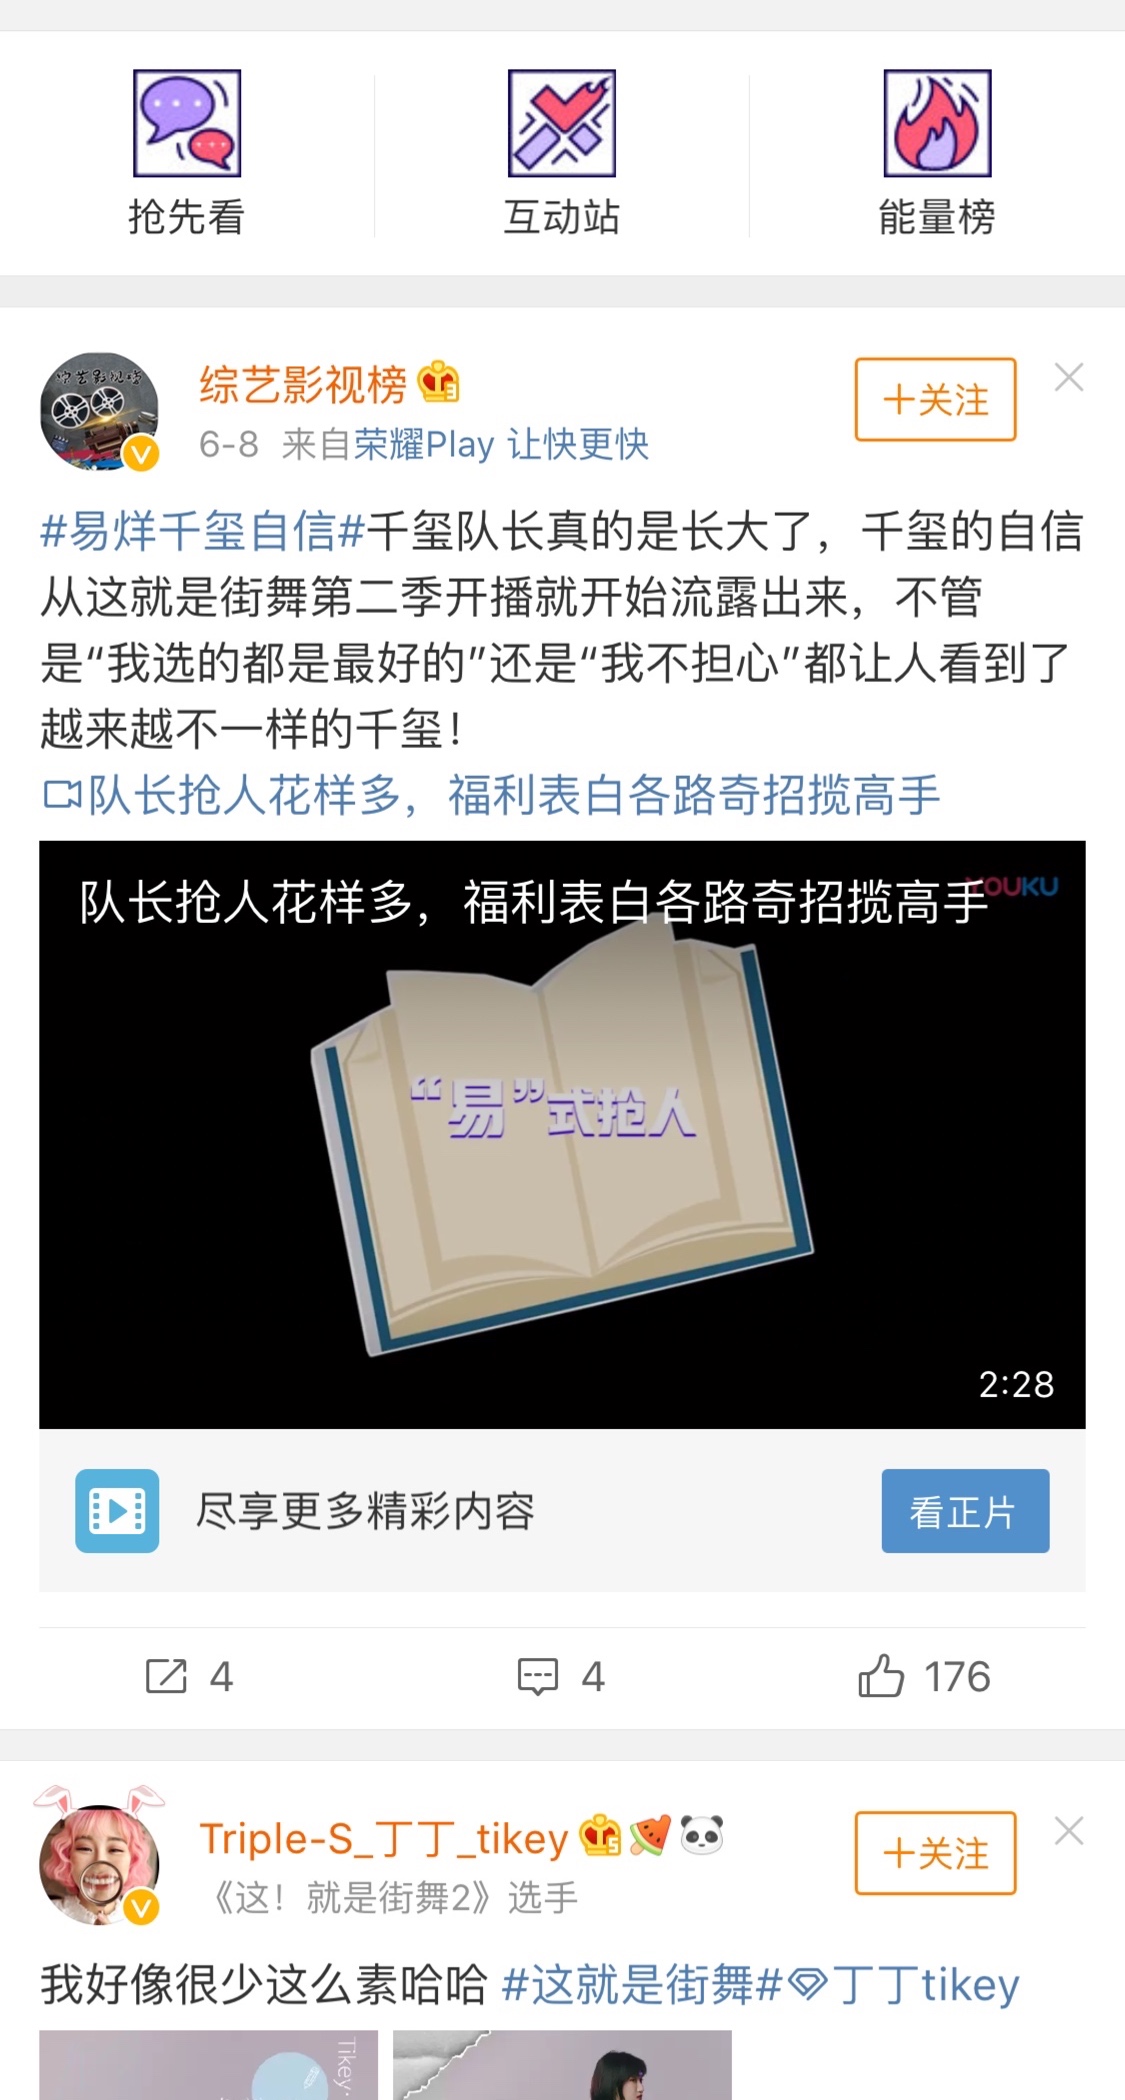 抢先看
互动站
能量榜
综艺影视榜
综艺影视榜
+关注
6-8 来自荣耀Play 让快更快
#易烊千玺自信#千玺队长真的是长大了，千玺的自信
从这就是街舞第二季开播就开始流露出来，不管
是“我选的都是最好的”还是“我不担心”都让人看到了
越来越不一样的千玺！
队长抢人花样多，福利表白各路奇招揽高手
队长抢人花样多，福利表白各路奇招揽高手
YOUKU
“易”式抢人
2:28
尽享更多精彩内容
看正片
4
4
176
Triple-S_丁丁_tikey
+关注
《这！就是街舞2》选手
我好像很少这么素哈哈 #这就是街舞#丁丁tikey
Tikey·